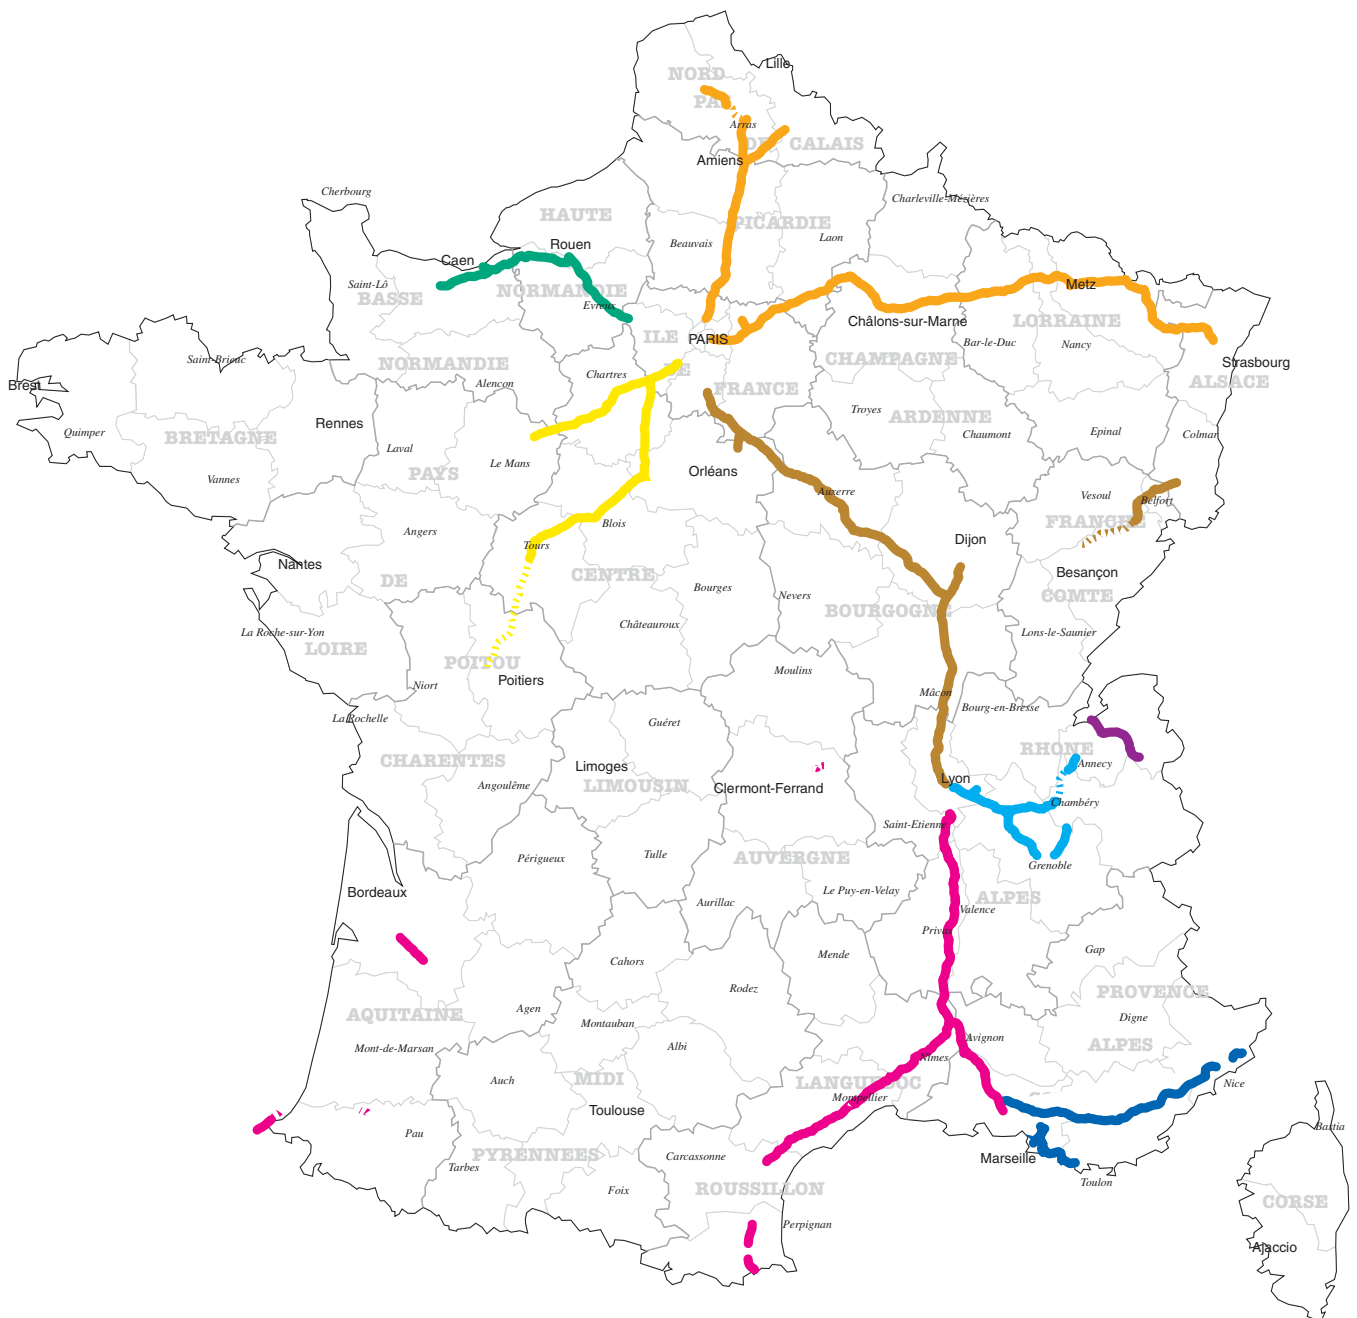 Lille
NORD
PAS
Arras
DE CALAIS
Amiens
Cherbourg
Charleville-Mézières
HAUTE
PICARDIE
Rouen
Beauvais
Laon
Caen
Saint-Lô
BASSE
NORMANDIE
Evreux
Metz
Châlons-sur-Marne
LORRAINE
ILE
PARIS
Bar-le-Duc
Nancy
Saint-Brieuc
NORMANDIE
CHAMPAGNE
Strasbourg
DE
Chartres
Brest
Alençon
FRANCE
ALSACE
Troyes
ARDENNE
Rennes
Quimper
BRETAGNE
Chaumont
Epinal
Colmar
Laval
Le Mans
PAYS
Orléans
Vannes
Auxerre
Vesoul
Belfort
Blois
FRANCHE
Angers
Tours
Dijon
Nantes
DE
CENTRE
Besançon
Bourges
Nevers
COMTE
BOURGOGNE
Châteauroux
La Roche-sur-Yon
Lons-le-Saunier
LOIRE
POITOU
Moulins
Poitiers
Niort
Mâcon
Bourg-en-Bresse
La Rochelle
Guéret
RHONE
CHARENTES
Annecy
Limoges
Lyon
Angoulême
LIMOUSIN
Clermont-Ferrand
Chambéry
Saint-Etienne
Périgueux
Tulle
AUVERGNE
Grenoble
Bordeaux
Le Puy-en-Velay
ALPES
Aurillac
Valence
Privas
Gap
Mende
Cahors
Rodez
PROVENCE
Agen
AQUITAINE
Montauban
Digne
Avignon
Mont-de-Marsan
Albi
ALPES
Nîmes
Auch
MIDI
LANGUEDOC
Nice
Montpellier
Toulouse
Bastia
Pau
PYRENNEES
Carcassonne
Marseille
Tarbes
Toulon
Foix
ROUSSILLON
CORSE
Perpignan
Ajaccio